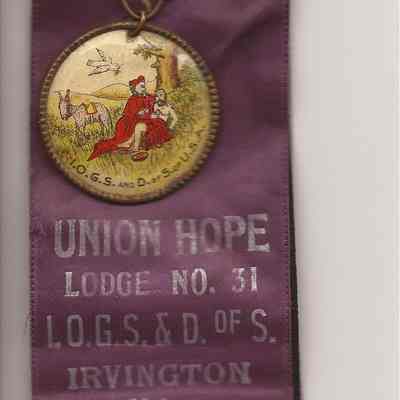 I.O.G.S. AND D. OF S. U.S.A.
UNION HOPE
LODGE NO. 31
I.O.G.S. & D. OF S.
IRVINGTON